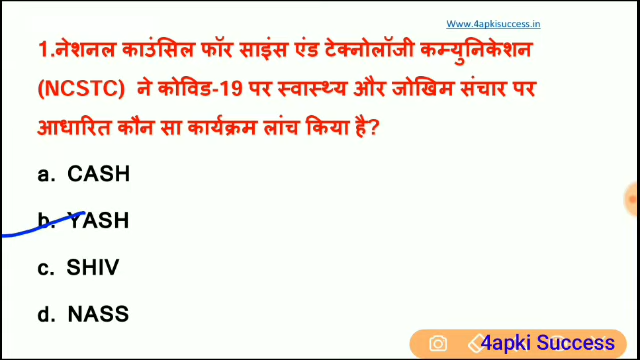 Www.4apkisuccess.in
1.नेशनल काउंसिल फॉर साइंस एंड टेक्नोलॉजी कम्युनिकेशन
(NCSTC) ने कोविड-19 पर स्वास्थ्य और जोखिम संचार पर
आधारित कौन सा कार्यक्रम लांच किया है?
a. CASH
b. YASH
c. SHIV
d. NASS
4apki Success